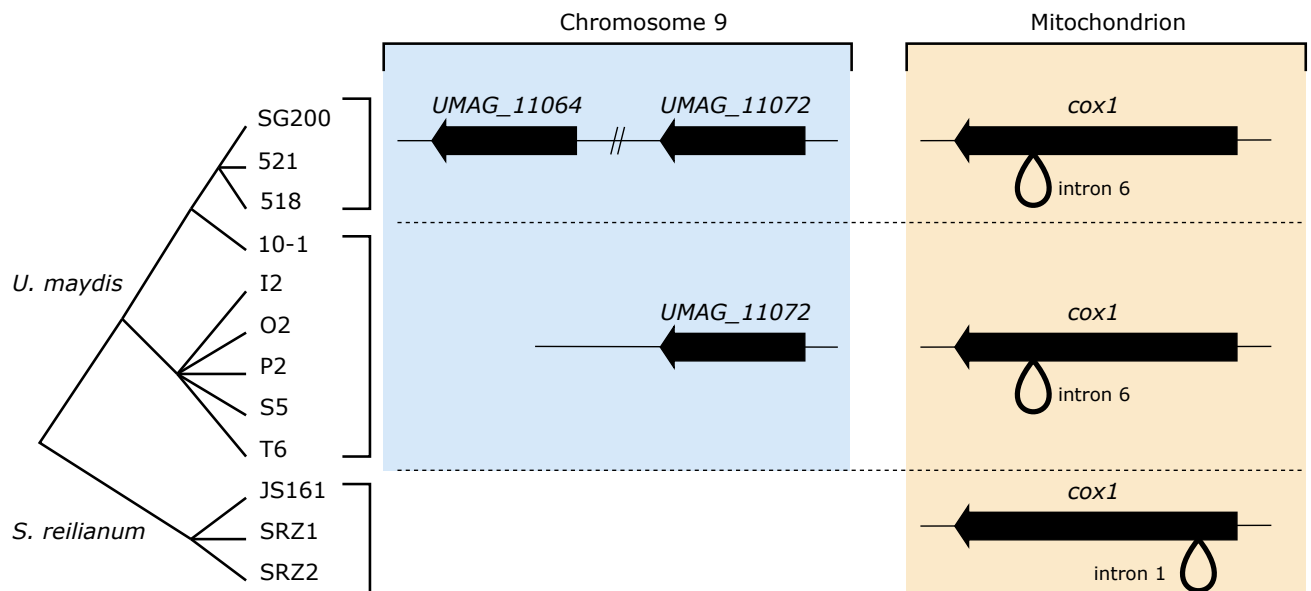 Chromosome 9
Mitochondrion
UMAG_11064
UMAG_11072
cox1
SG200
521
518
intron 6
10-1
U. maydis
I2
O2
P2
S5
T6
UMAG_11072
cox1
intron 6
S. reilianum
JS161
SRZ1
SRZ2
cox1
intron 1